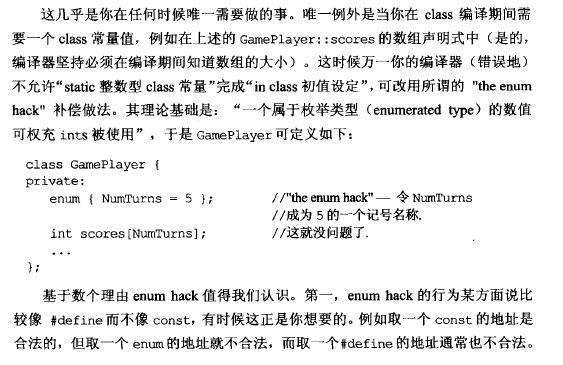 这几乎是你在任何时候唯一需要做的事。唯一例外是当你在 class 编译期间需
要一个 class 常量值，例如在上述的 GamePlayer::scores 的数组声明式中（是的，
编译器坚持必须在编译期间知道数组的大小）。这时候万一你的编译器（错误地）
不允许“static 整数型 class 常量”完成“in class 初值设定”，可改用所谓的 "the enum
hack" 补偿做法。其理论基础是：“一个属于枚举类型（enumerated type）的数值
可权充 ints 被使用”，于是 GamePlayer 可定义如下：
class GamePlayer {
private:
enum { NumTurns = 5 }; //"the enum hack" — 令 NumTurns
//成为 5 的一个记号名称.
int scores[NumTurns]; //这就没问题了.
...
};
基于数个理由 enum hack 值得我们认识。第一，enum hack 的行为某方面说比
较像 #define 而不像 const，有时候这正是你想要的。例如取一个 const 的地址是
合法的，但取一个 enum 的地址就不合法，而取一个#define 的地址通常也不合法。